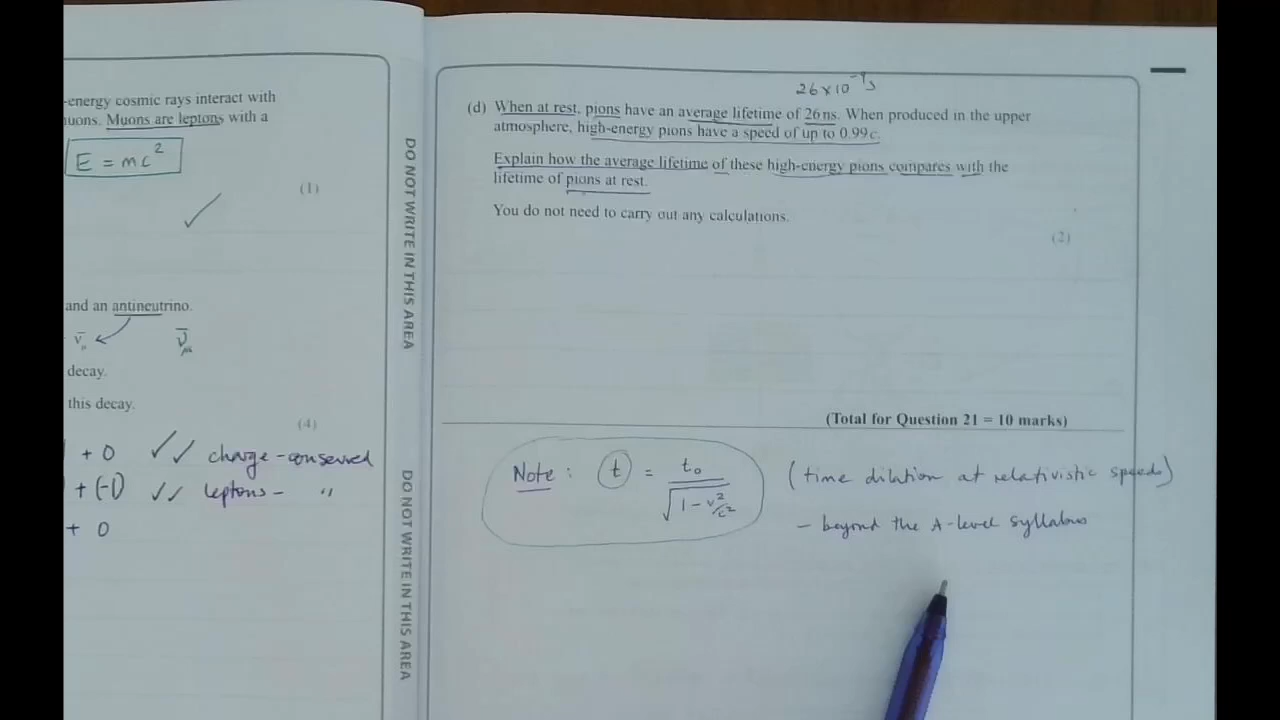 -energy cosmic rays interact with
uons. Muons are leptons with a
E = mc²
(1)
and an antineutrino.
ν̄μ ν̄μ
decay.
this decay.
(4)
+ 0 charge - conserved
+ (-1) leptons - "
+ 0
DO NOT WRITE IN THIS AREA
DO NOT WRITE IN THIS AREA
26 × 10⁻⁹s
(d) When at rest, pions have an average lifetime of 26 ns. When produced in the upper
atmosphere, high-energy pions have a speed of up to 0.99c.
Explain how the average lifetime of these high-energy pions compares with the
lifetime of pions at rest.
You do not need to carry out any calculations.
(2)
(Total for Question 21 = 10 marks)
Note : t = t₀ / √(1 - v²/c²) (time dilation at relativistic speeds)
- beyond the A-level syllabus